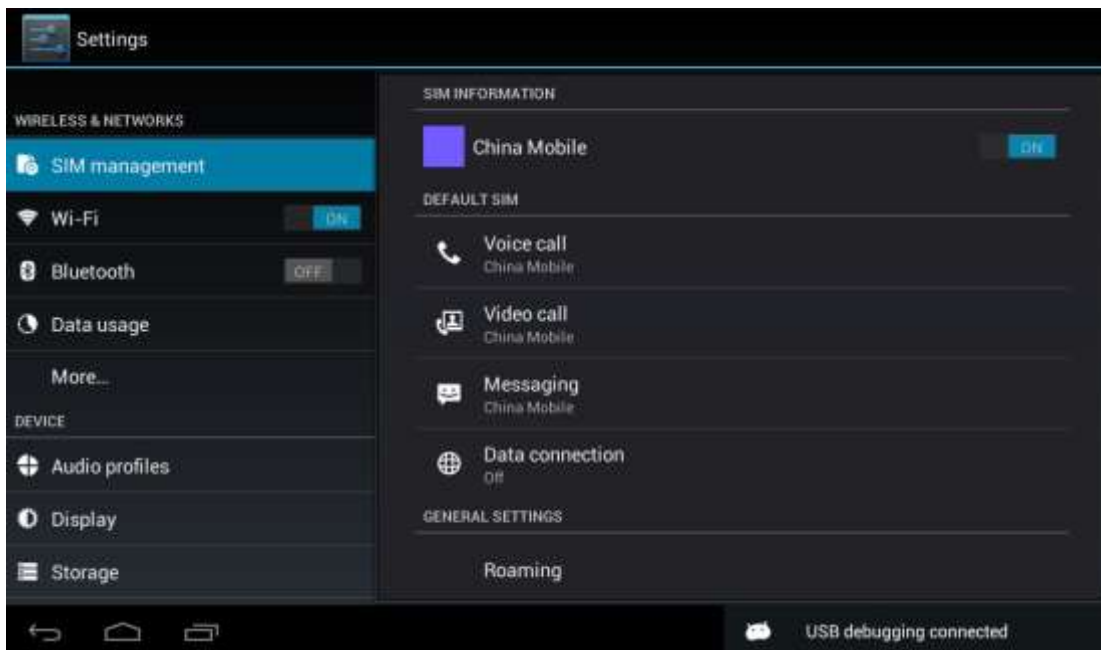 Settings
WIRELESS & NETWORKS
SIM management
Wi-Fi ON
Bluetooth OFF
Data usage
More...
DEVICE
Audio profiles
Display
Storage
SIM INFORMATION
China Mobile ON
DEFAULT SIM
Voice call
China Mobile
Video call
China Mobile
Messaging
China Mobile
Data connection
Off
GENERAL SETTINGS
Roaming
USB debugging connected